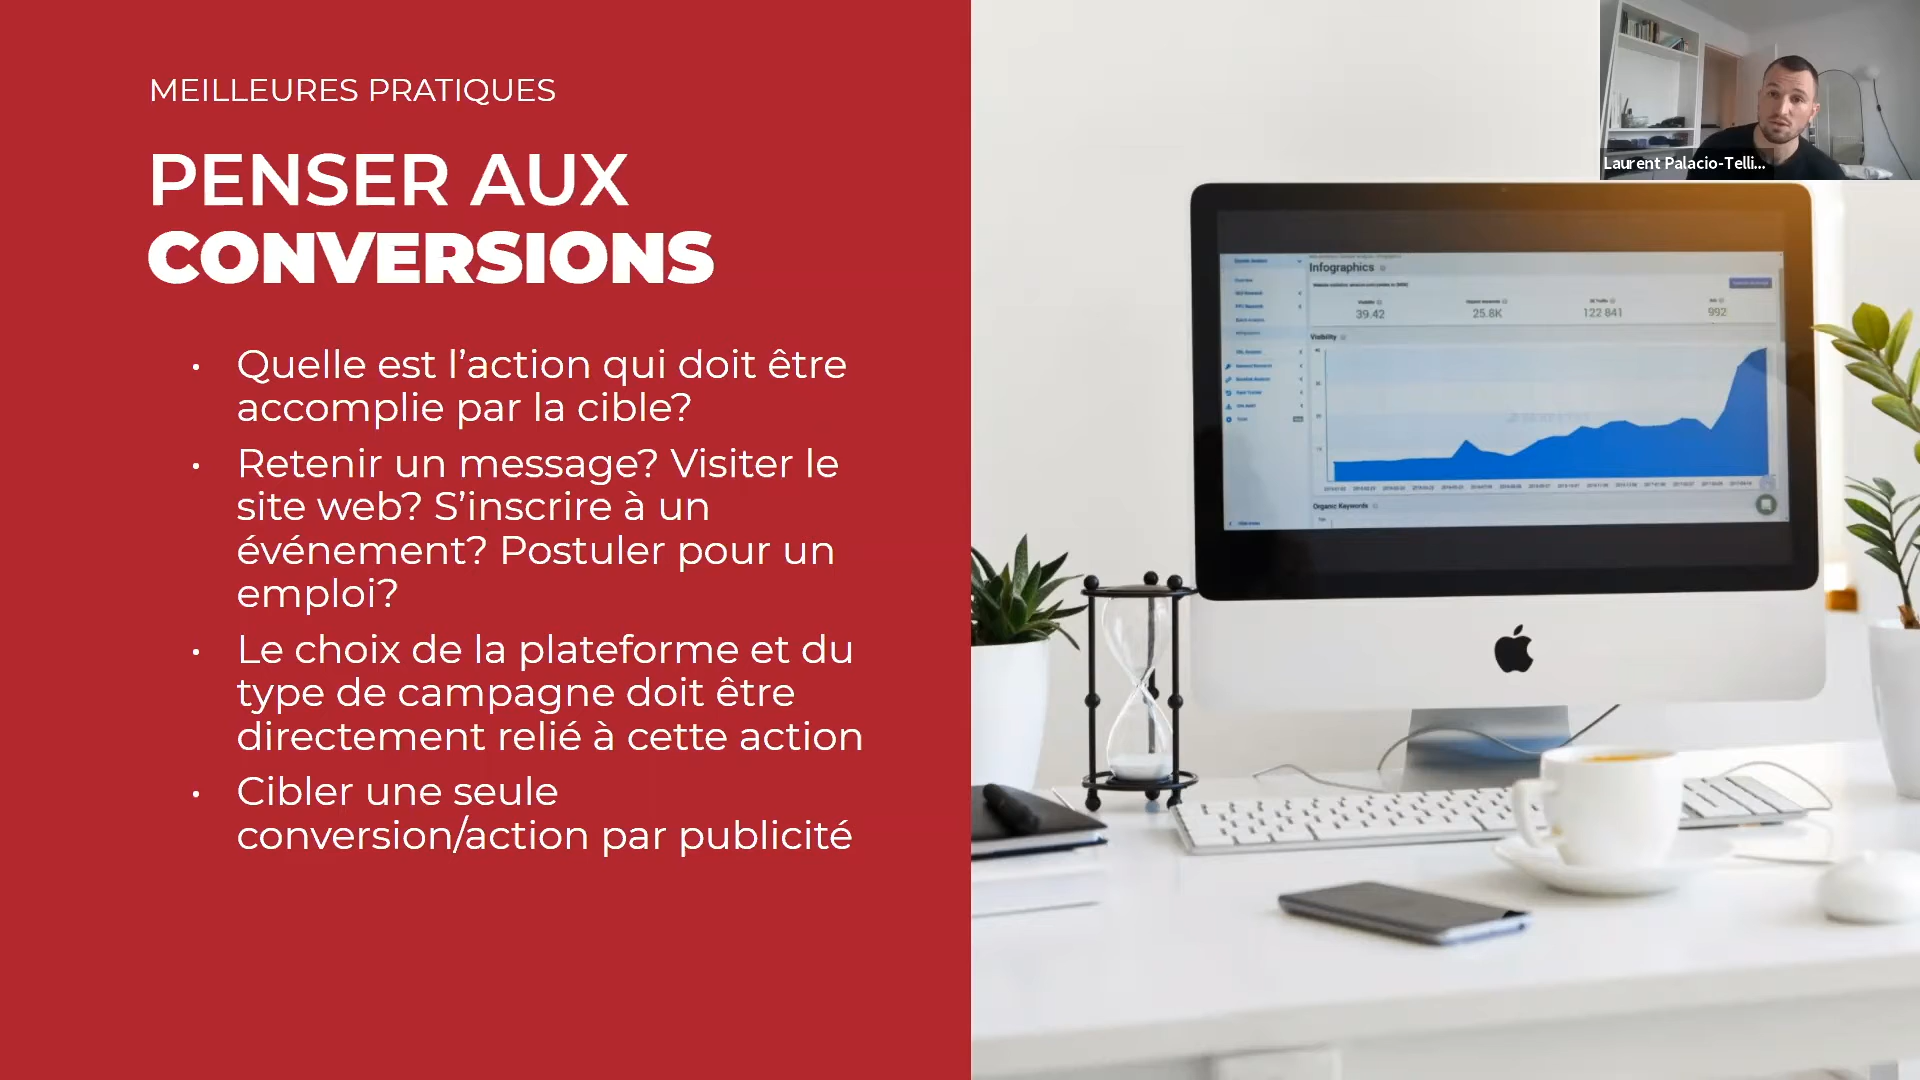 MEILLEURES PRATIQUES
PENSER AUX
CONVERSIONS
• Quelle est l’action qui doit être
accomplie par la cible?
• Retenir un message? Visiter le
site web? S’inscrire à un
événement? Postuler pour un
emploi?
• Le choix de la plateforme et du
type de campagne doit être
directement relié à cette action
• Cibler une seule
conversion/action par publicité
Laurent Palacio-Telli...
Infographics
39.42
25.8K
122 841
992
Visibility
Organic Keywords